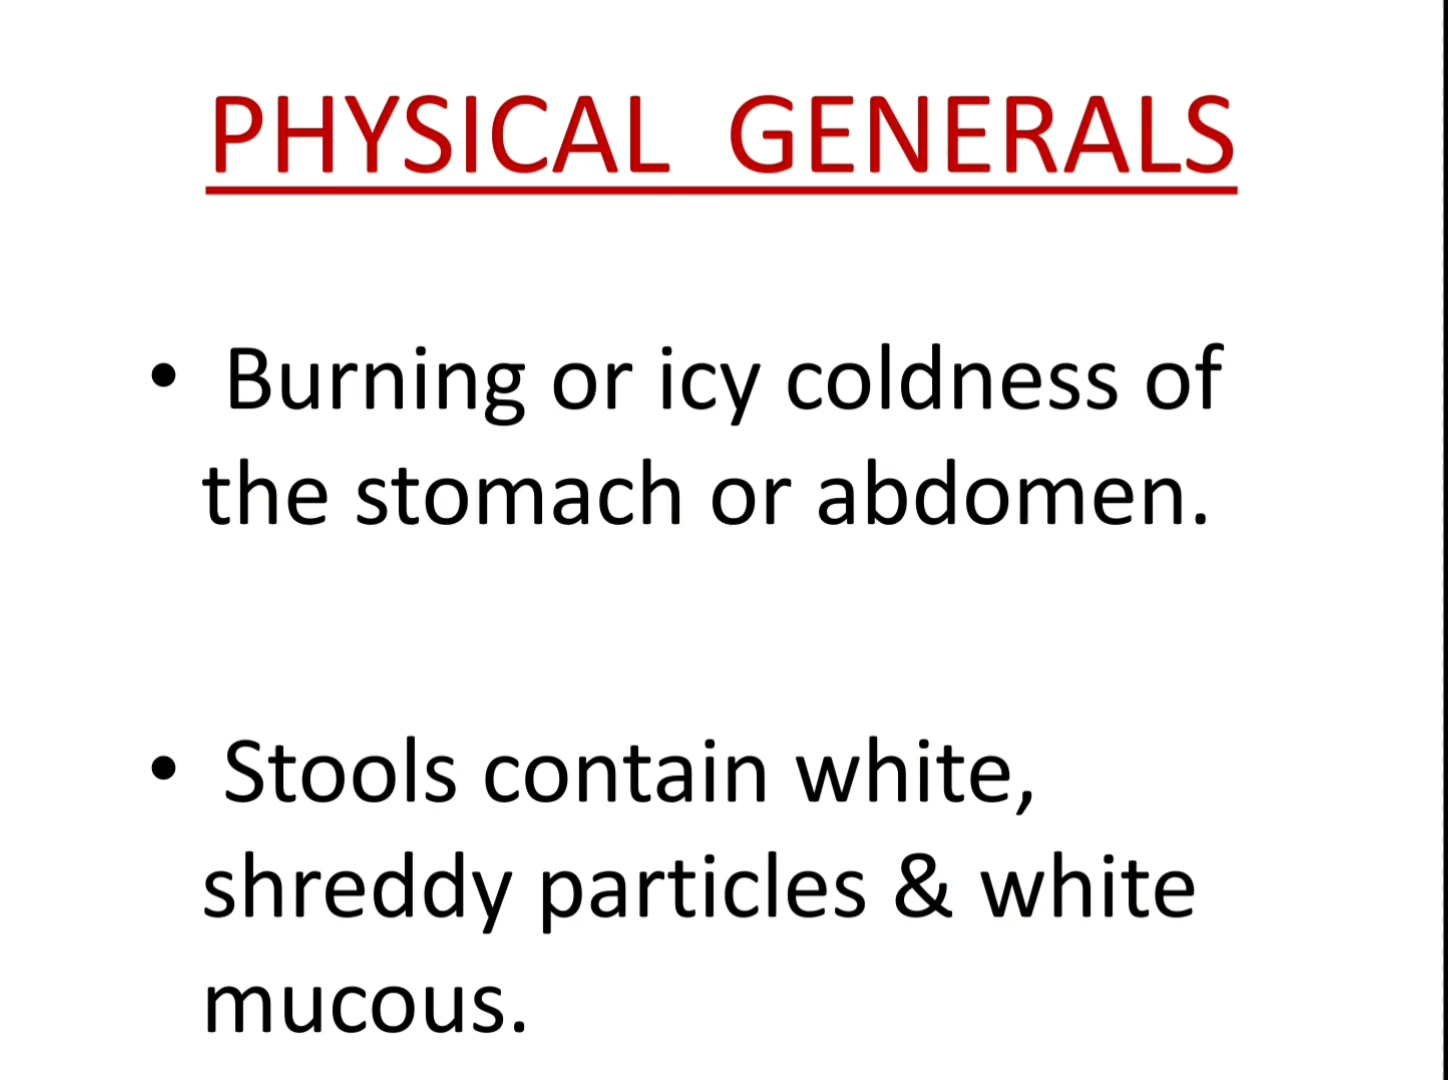 PHYSICAL GENERALS
• Burning or icy coldness of
the stomach or abdomen.
• Stools contain white,
shreddy particles & white
mucous.